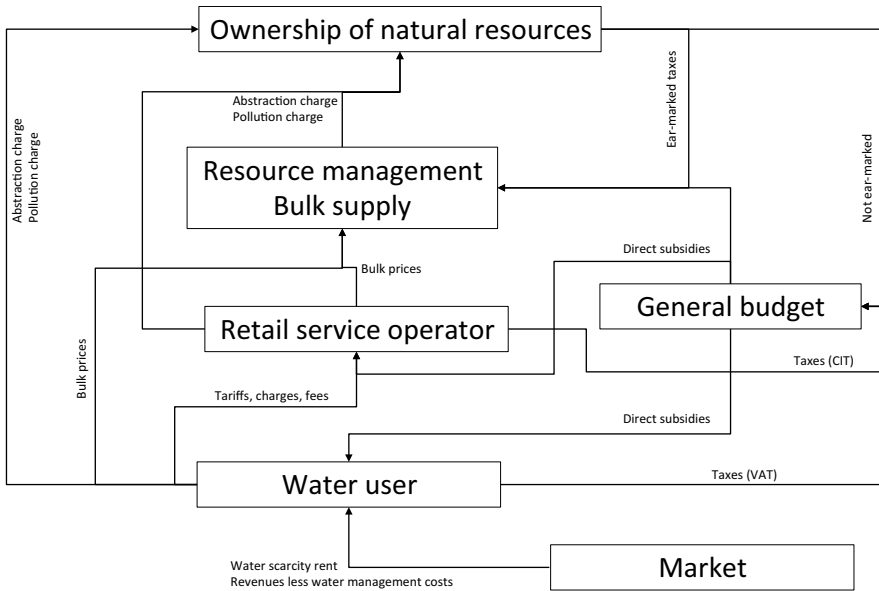 Ownership of natural resources
Abstraction charge
Pollution charge
Ear-marked taxes
Abstraction charge
Pollution charge
Not ear-marked
Resource management
Bulk supply
Direct subsidies
Bulk prices
General budget
Retail service operator
Bulk prices
Taxes (CIT)
Tariffs, charges, fees
Direct subsidies
Water user
Taxes (VAT)
Water scarcity rent
Revenues less water management costs
Market